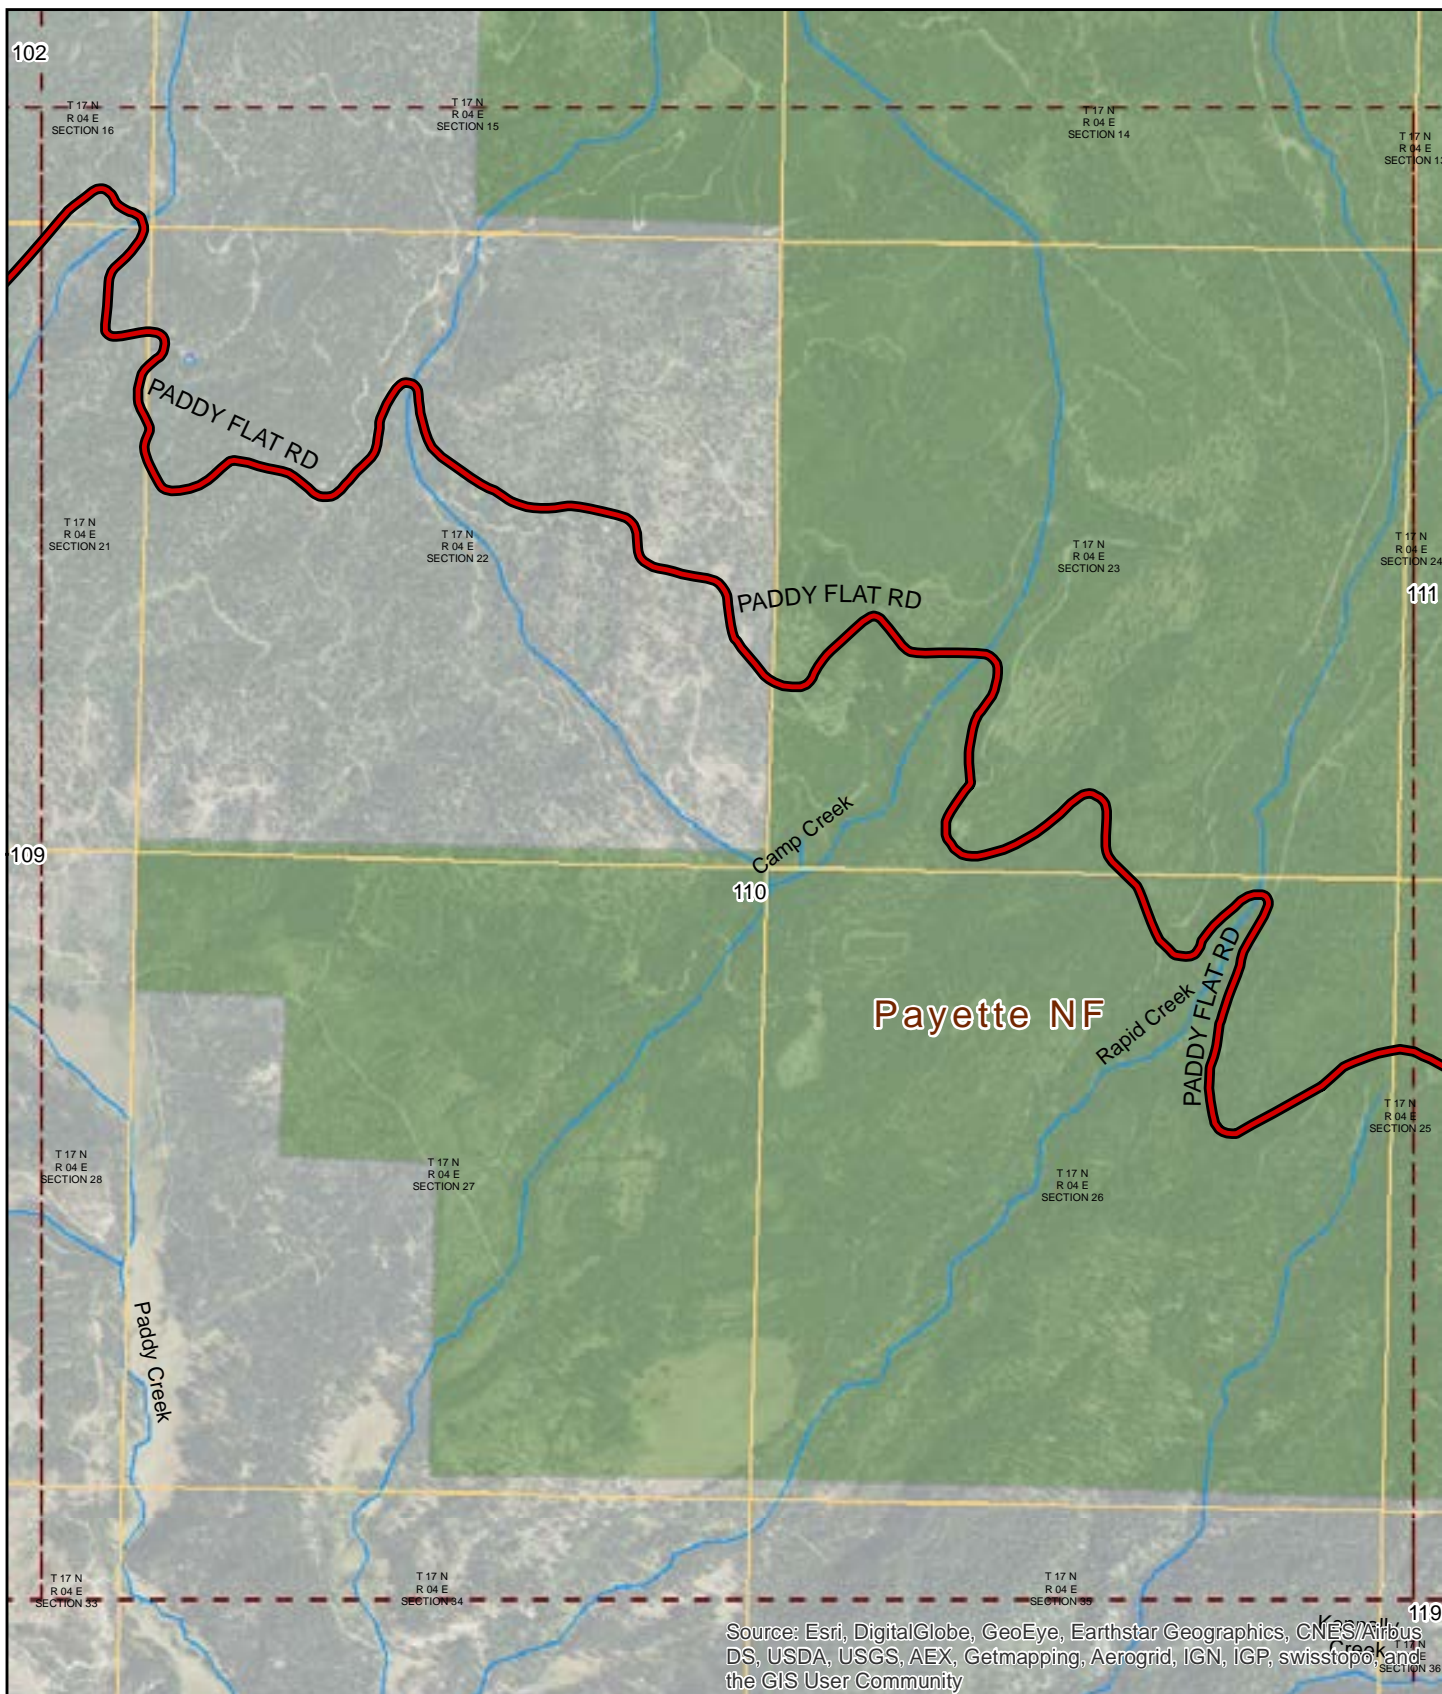 102
T 17 N
R 04 E
SECTION 16
T 17 N
R 04 E
SECTION 15
T 17 N
R 04 E
SECTION 14
T 17 N
R 04 E
SECTION 13
PADDY FLAT RD
T 17 N
R 04 E
SECTION 21
T 17 N
R 04 E
SECTION 22
T 17 N
R 04 E
SECTION 23
T 17 N
R 04 E
SECTION 24
111
PADDY FLAT RD
Camp Creek
109
110
Payette NF
Rapid Creek
PADDY FLAT RD
T 17 N
R 04 E
SECTION 25
T 17 N
R 04 E
SECTION 28
T 17 N
R 04 E
SECTION 27
T 17 N
R 04 E
SECTION 26
Paddy Creek
T 17 N
R 04 E
SECTION 33
T 17 N
R 04 E
SECTION 34
T 17 N
R 04 E
SECTION 35
119
Kennally
Creek
T 17 N
R 04 E
SECTION 36
Source: Esri, DigitalGlobe, GeoEye, Earthstar Geographics, CNES/Airbus
DS, USDA, USGS, AEX, Getmapping, Aerogrid, IGN, IGP, swisstopo, and
the GIS User Community